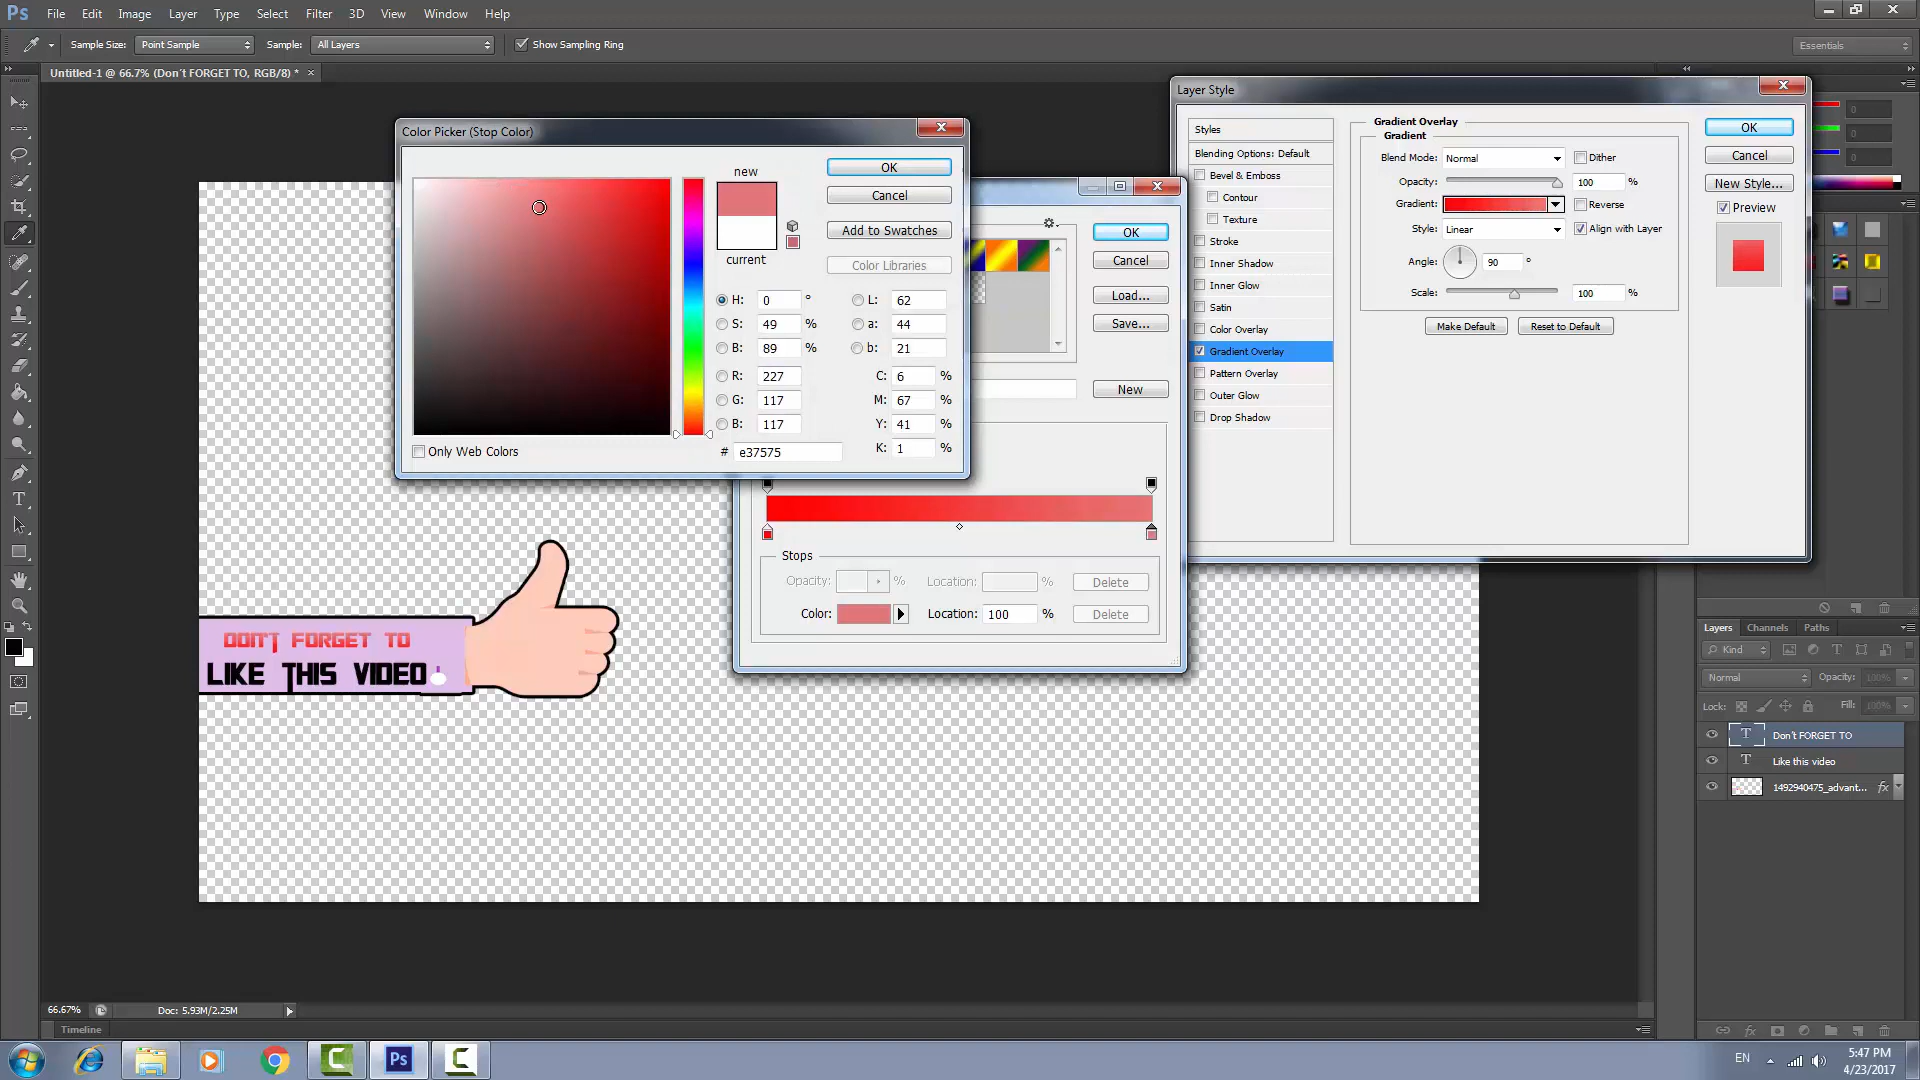 Ps File Edit Image Layer Type Select Filter 3D View Window Help
Sample Size: Point Sample Sample: All Layers Show Sampling Ring Essentials
Untitled-1 @ 66.7% (Don´t FORGET TO, RGB/8) * ×
Color Picker (Stop Color)
new
current
OK
Cancel
Add to Swatches
Color Libraries
H: 0 °
S: 49 %
B: 89 %
R: 227
G: 117
B: 117
L: 62
a: 44
b: 21
C: 6 %
M: 67 %
Y: 41 %
K: 1 %
Only Web Colors
# e37575
OK
Cancel
Load...
Save...
New
Stops
Opacity: % Location: % Delete
Color: Location: 100 % Delete
Layer Style
Styles
Blending Options: Default
Bevel & Emboss
Contour
Texture
Stroke
Inner Shadow
Inner Glow
Satin
Color Overlay
Gradient Overlay
Pattern Overlay
Outer Glow
Drop Shadow
Gradient Overlay
Gradient
Blend Mode: Normal Dither
Opacity: 100 %
Gradient: Reverse
Style: Linear Align with Layer
Angle: 90 °
Scale: 100 %
Make Default Reset to Default
OK
Cancel
New Style...
Preview
0
0
0
DON'T FORGET TO
LIKE THIS VIDEO
Layers Channels Paths
Kind
Normal Opacity: 100%
Lock: Fill: 100%
T Don´t FORGET TO
T Like this video
1492940475_advant... fx
66.67% Doc: 5.93M/2.25M
Timeline
Ps
EN
5:47 PM
4/23/2017